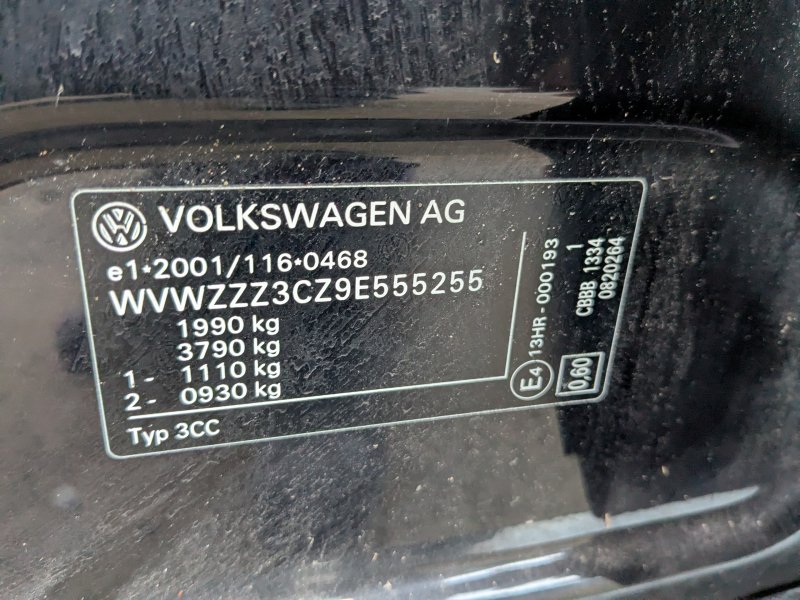 VOLKSWAGEN AG
e1*2001/116*0468
WVWZZZ3CZ9E555255
1990 kg
3790 kg
1 - 1110 kg
2 - 0930 kg
Typ 3CC
E4 13HR - 000193
1
CBBB 1334
0820264
0,60